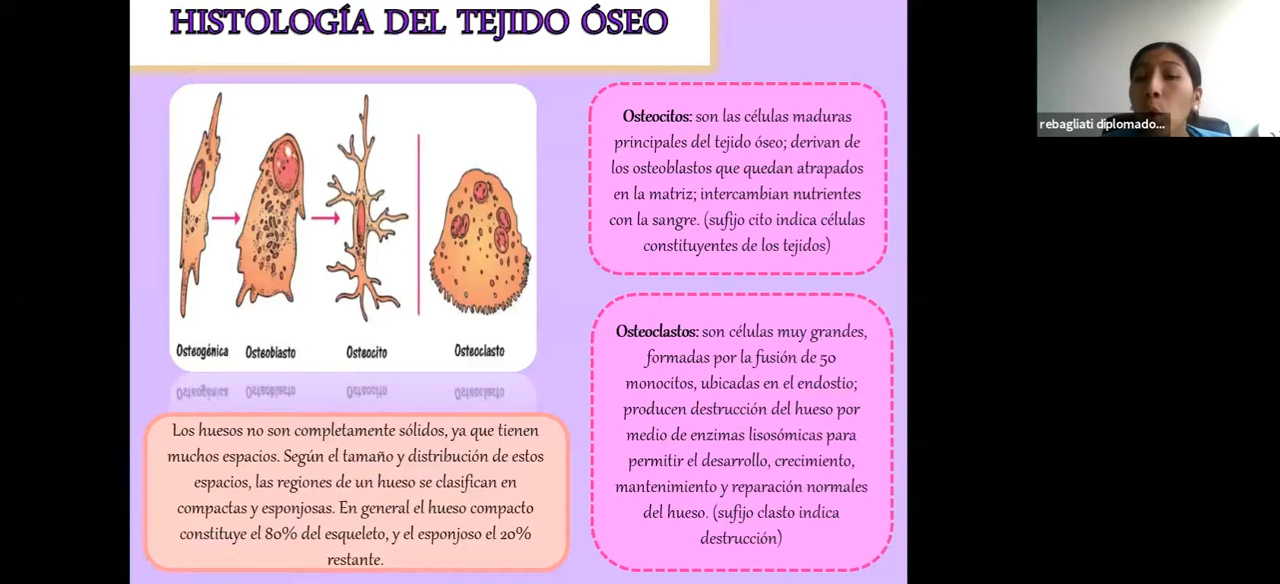 HISTOLOGÍA DEL TEJIDO ÓSEO
Osteogénica
Osteoblasto
Osteocito
Osteoclasto
Los huesos no son completamente sólidos, ya que tienen
muchos espacios. Según el tamaño y distribución de estos
espacios, las regiones de un hueso se clasifican en
compactas y esponjosas. En general el hueso compacto
constituye el 80% del esqueleto, y el esponjoso el 20%
restante.
Osteocitos: son las células maduras
principales del tejido óseo; derivan de
los osteoblastos que quedan atrapados
en la matriz; intercambian nutrientes
con la sangre. (sufijo cito indica células
constituyentes de los tejidos)
Osteoclastos: son células muy grandes,
formadas por la fusión de 50
monocitos, ubicadas en el endostio;
producen destrucción del hueso por
medio de enzimas lisosómicas para
permitir el desarrollo, crecimiento,
mantenimiento y reparación normales
del hueso. (sufijo clasto indica
destrucción)
rebagliati diplomado...